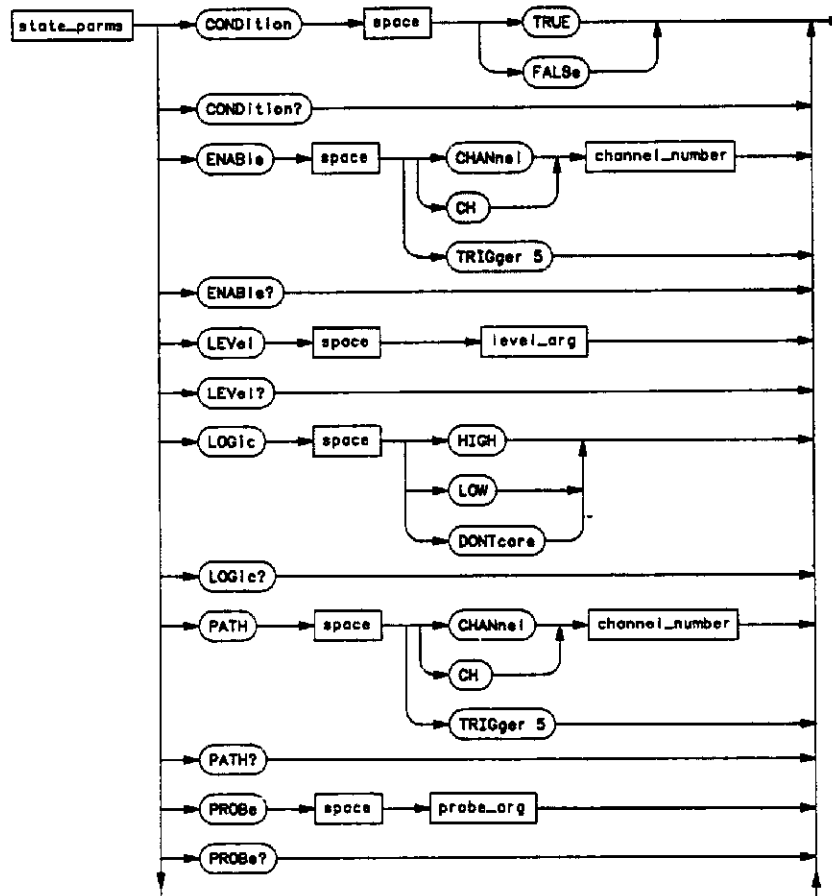 state_parms CONDition space TRUE
FALSe
CONDition?
ENABle space CHANnel channel_number
CH
TRIGger 5
ENABle?
LEVel space level_arg
LEVel?
LOGic space HIGH
LOW
DONTcare
LOGic?
PATH space CHANnel channel_number
CH
TRIGger 5
PATH?
PROBe space probe_arg
PROBe?